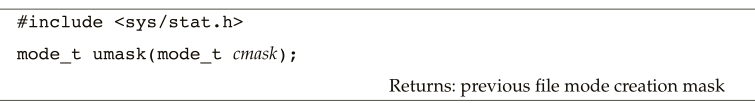 #include <sys/stat.h>
mode_t umask(mode_t cmask);
Returns: previous file mode creation mask